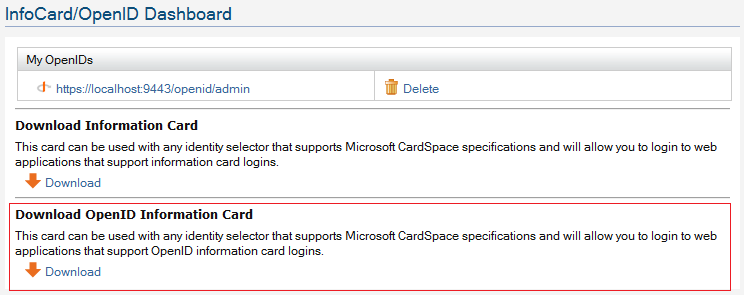 InfoCard/OpenID Dashboard
My OpenIDs
https://localhost:9443/openid/admin Delete
Download Information Card
This card can be used with any identity selector that supports Microsoft CardSpace specifications and will allow you to login to web
applications that support information card logins.
Download
Download OpenID Information Card
This card can be used with any identity selector that supports Microsoft CardSpace specifications and will allow you to login to web
applications that support OpenID information card logins.
Download